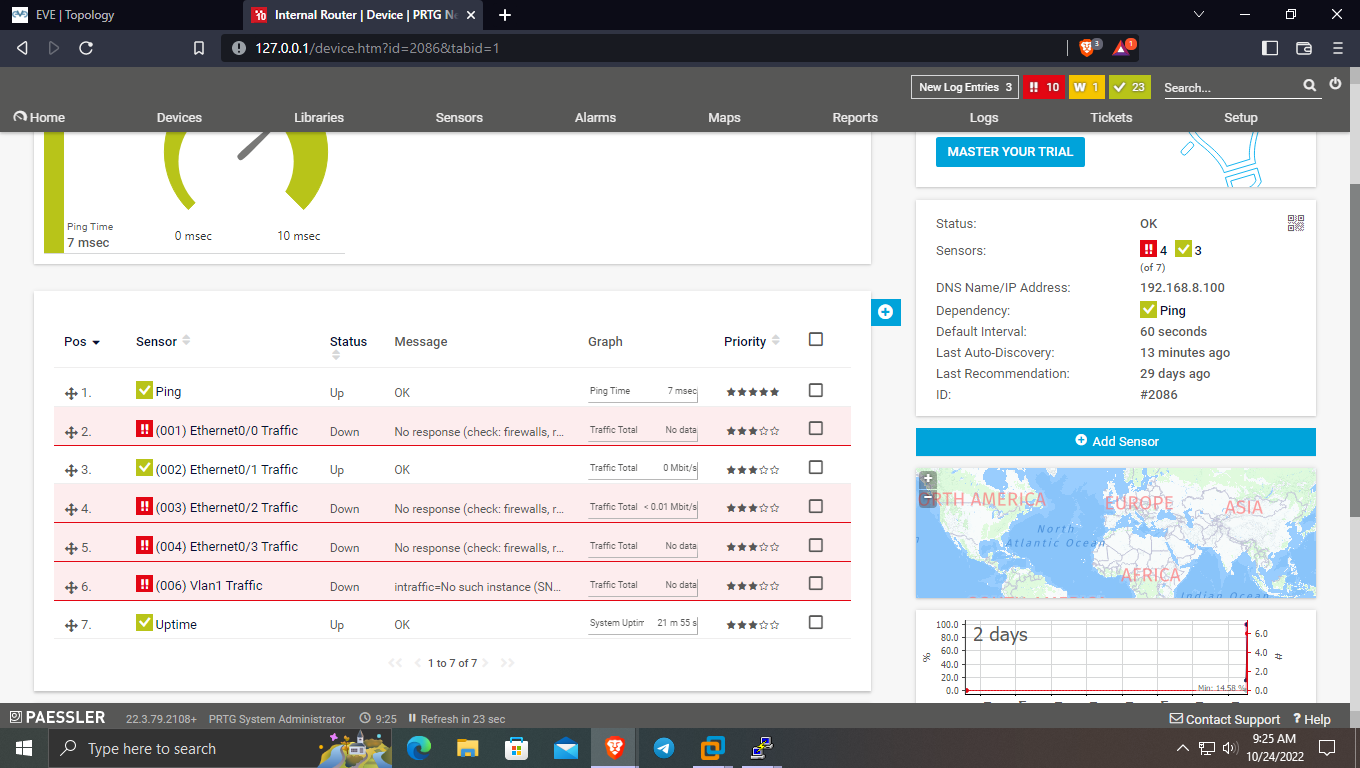 EVE | Topology
Internal Router | Device | PRTG Ne
127.0.0.1/device.htm?id=2086&tabid=1
3
1
New Log Entries 3
10
W 1
23
Search...
Home
Devices
Libraries
Sensors
Alarms
Maps
Reports
Logs
Tickets
Setup
Ping Time
7 msec
0 msec
10 msec
MASTER YOUR TRIAL
Status: OK
Sensors: !! 4 3
(of 7)
DNS Name/IP Address: 192.168.8.100
Dependency: Ping
Default Interval: 60 seconds
Last Auto-Discovery: 13 minutes ago
Last Recommendation: 29 days ago
ID: #2086
Add Sensor
Pos Sensor Status Message Graph Priority
1. Ping Up OK Ping Time 7 msec
2. !! (001) Ethernet0/0 Traffic Down No response (check: firewalls, r... Traffic Total No data
3. (002) Ethernet0/1 Traffic Up OK Traffic Total 0 Mbit/s
4. !! (003) Ethernet0/2 Traffic Down No response (check: firewalls, r... Traffic Total < 0.01 Mbit/s
5. !! (004) Ethernet0/3 Traffic Down No response (check: firewalls, r... Traffic Total No data
6. !! (006) Vlan1 Traffic Down intraffic=No such instance (SN... Traffic Total No data
7. Uptime Up OK System Uptim 21 m 55 s
1 to 7 of 7
RTH AMERICA
EUROPE
ASIA
North
Atlantic Ocean
AFRICA
Indian Ocean
2 days
100.0
80.0
60.0
40.0
20.0
0.0
%
6.0
4.0
2.0
0.0
#
Min: 14.58 %
PAESSLER
22.3.79.2108+
PRTG System Administrator
9:25
Refresh in 23 sec
Contact Support
? Help
Type here to search
9:25 AM
10/24/2022